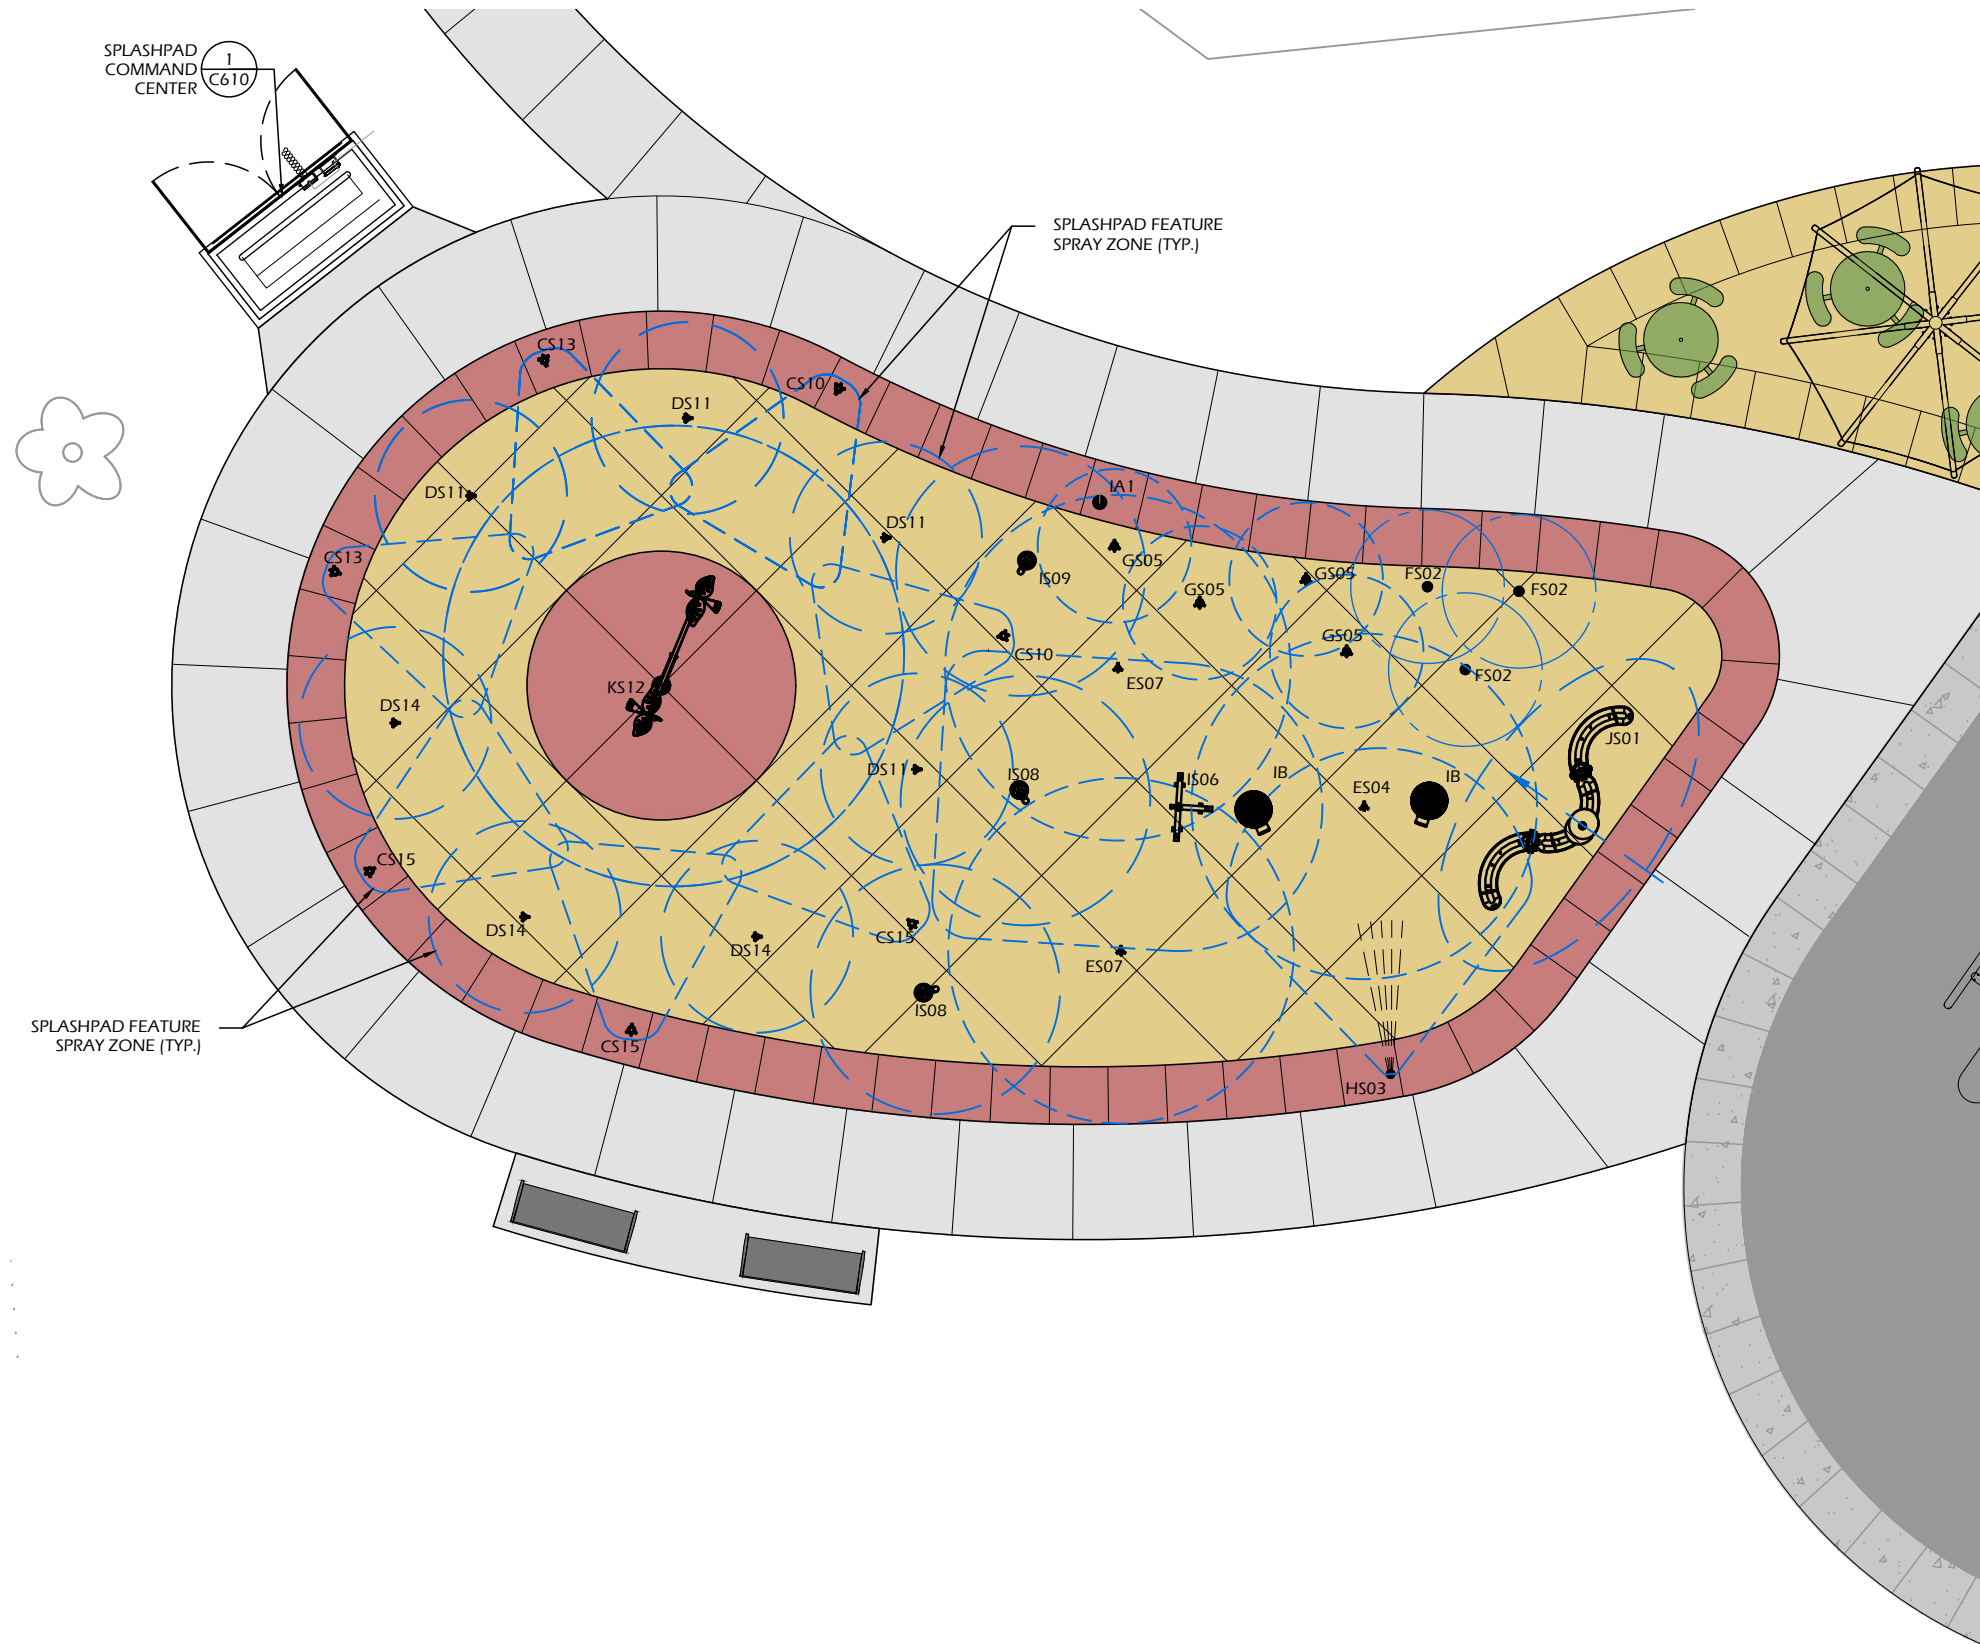 SPLASHPAD
COMMAND
CENTER
1
C610
SPLASHPAD FEATURE
SPRAY ZONE (TYP.)
CS13
CS10
DS11
DS11
IA1
DS11
CS13
GS05
IS09
GS05
GS05
FS02
FS02
GS05
CS10
FS02
ES07
KS12
DS14
JS01
DS11
IS08
IS06
IB
IB
ES04
CS15
DS14
DS14
CS15
ES07
IS08
SPLASHPAD FEATURE
SPRAY ZONE (TYP.)
CS15
HS03